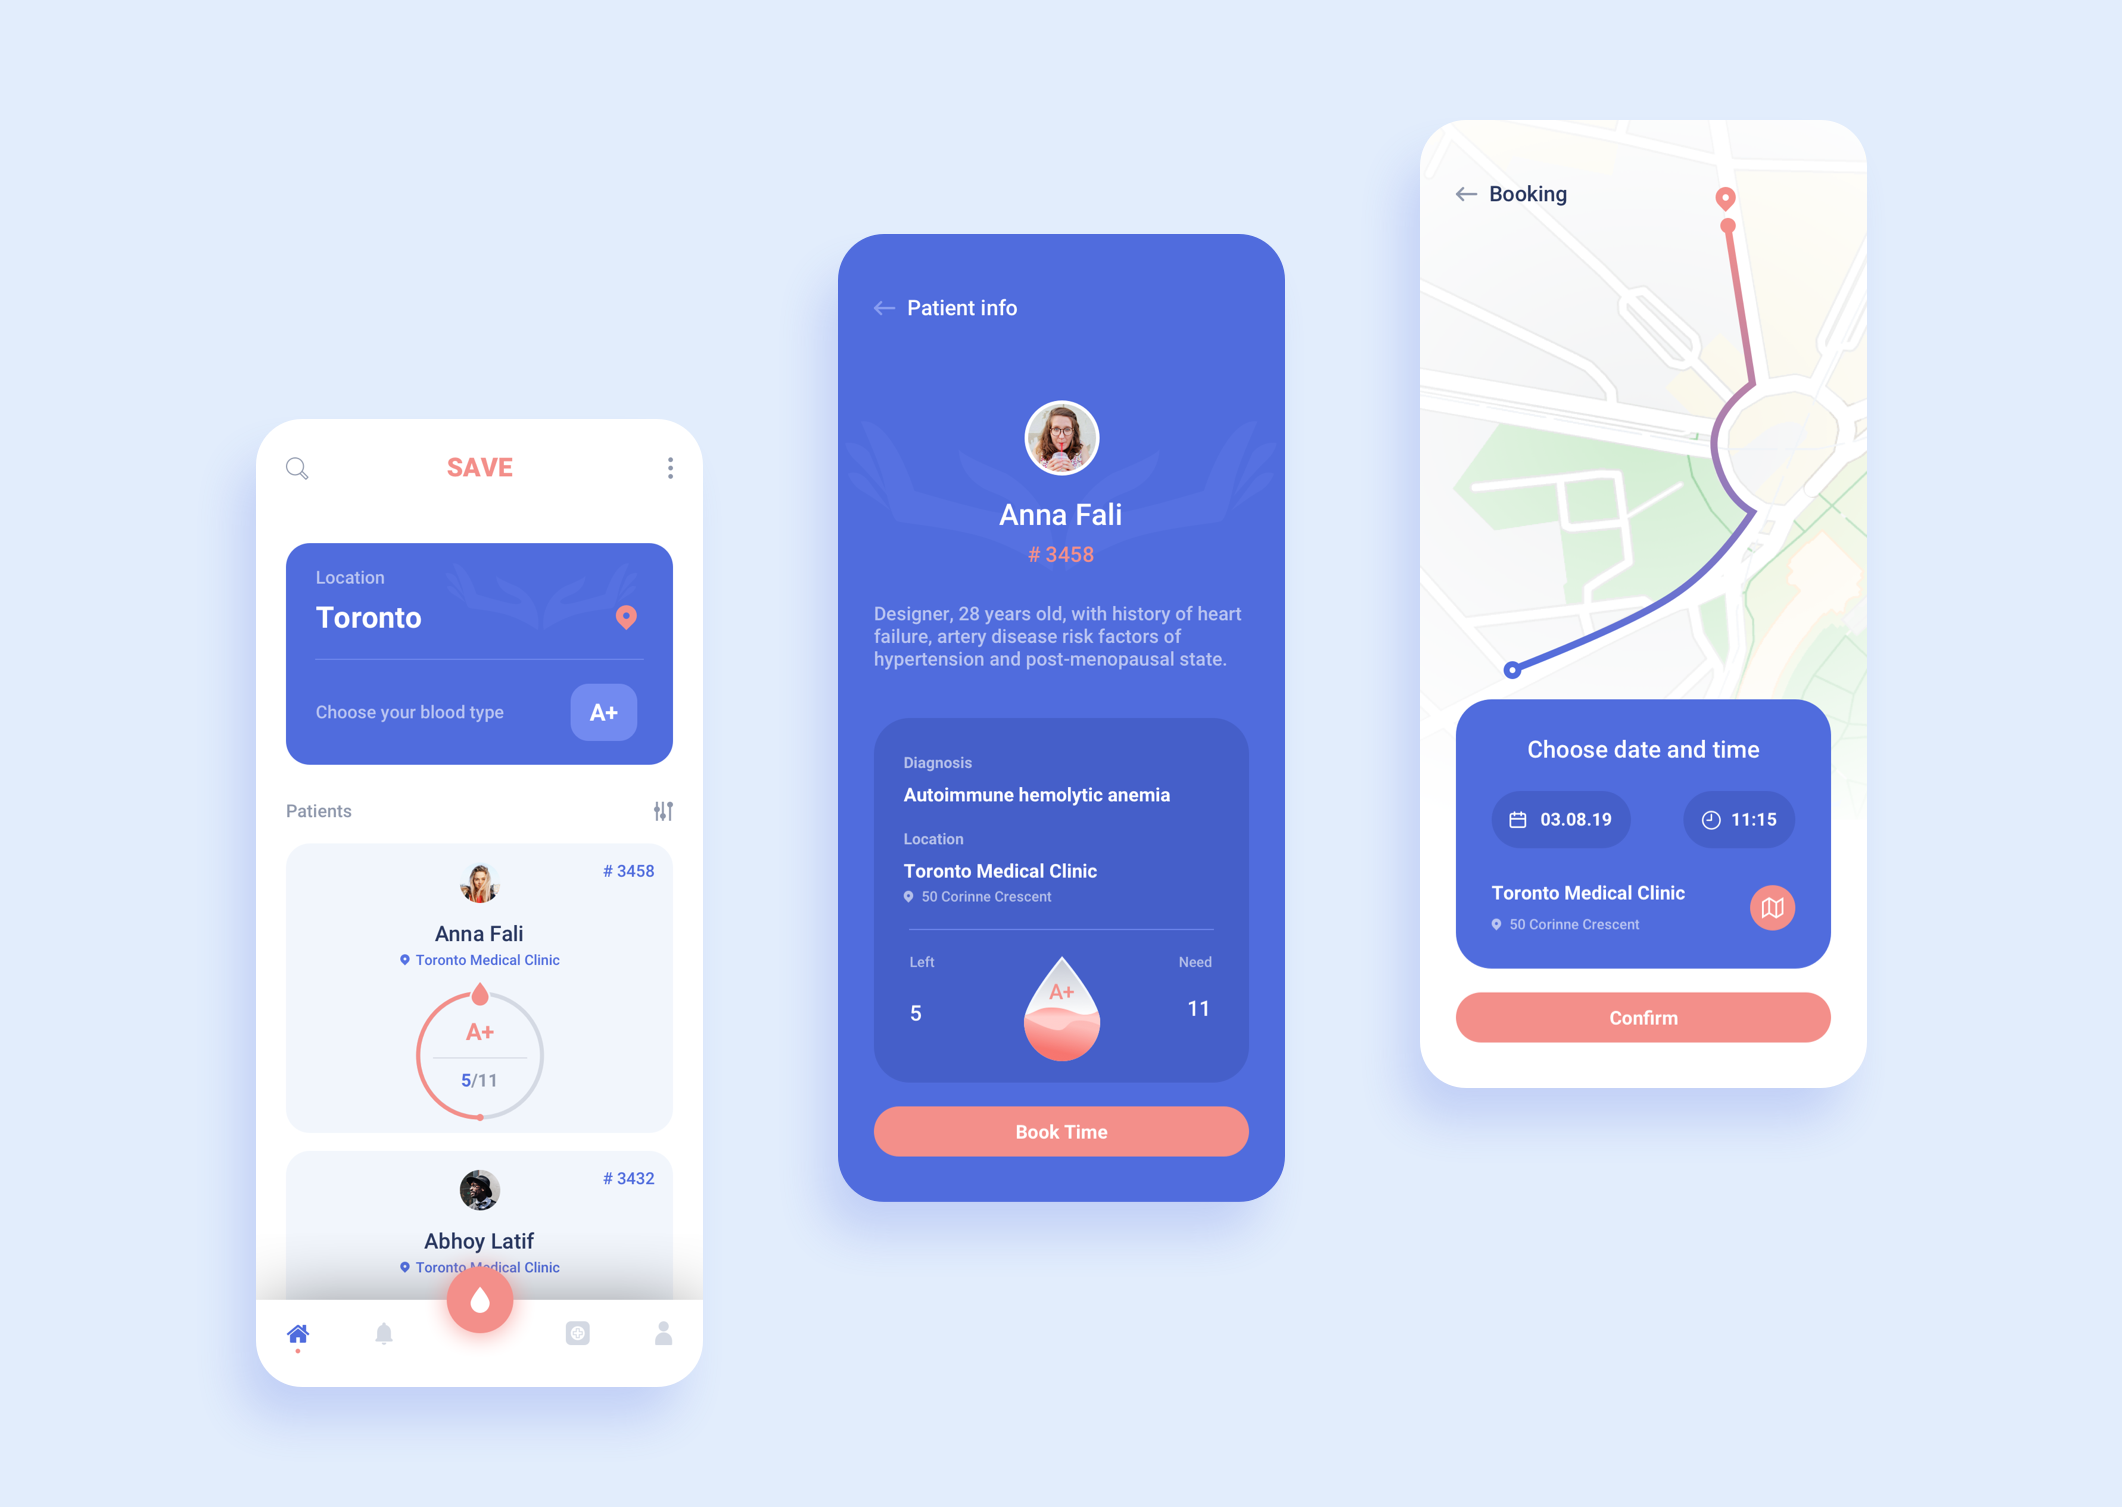 SAVE
Location
Toronto
Choose your blood type
A+
Patients
# 3458
Anna Fali
Toronto Medical Clinic
A+
5/11
# 3432
Abhoy Latif
Toronto Medical Clinic
Patient info
Anna Fali
# 3458
Designer, 28 years old, with history of heart
failure, artery disease risk factors of
hypertension and post-menopausal state.
Diagnosis
Autoimmune hemolytic anemia
Location
Toronto Medical Clinic
50 Corinne Crescent
Left
Need
A+
5
11
Book Time
Booking
Choose date and time
03.08.19
11:15
Toronto Medical Clinic
50 Corinne Crescent
Confirm